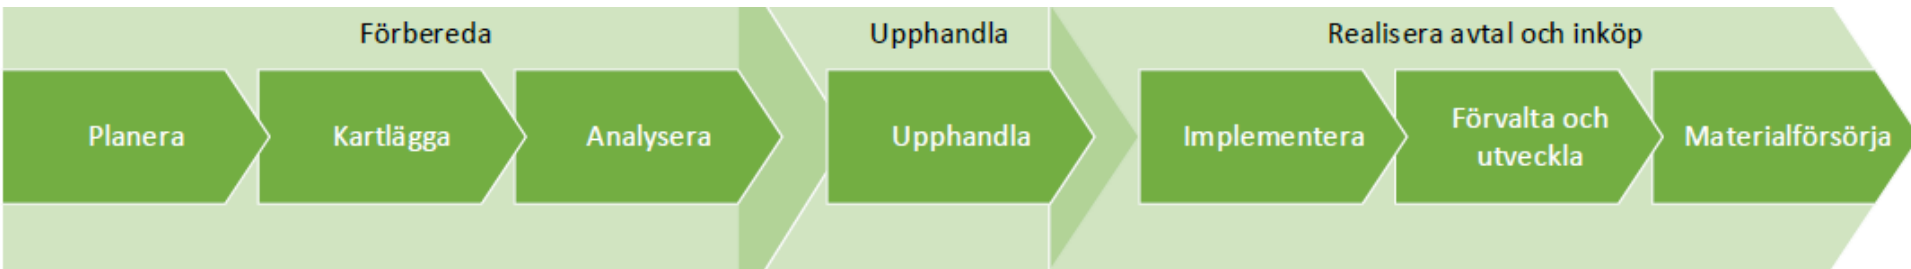 Förbereda
Upphandla
Realisera avtal och inköp
Planera
Kartlägga
Analysera
Upphandla
Implementera
Förvalta och
utveckla
Materialförsörja